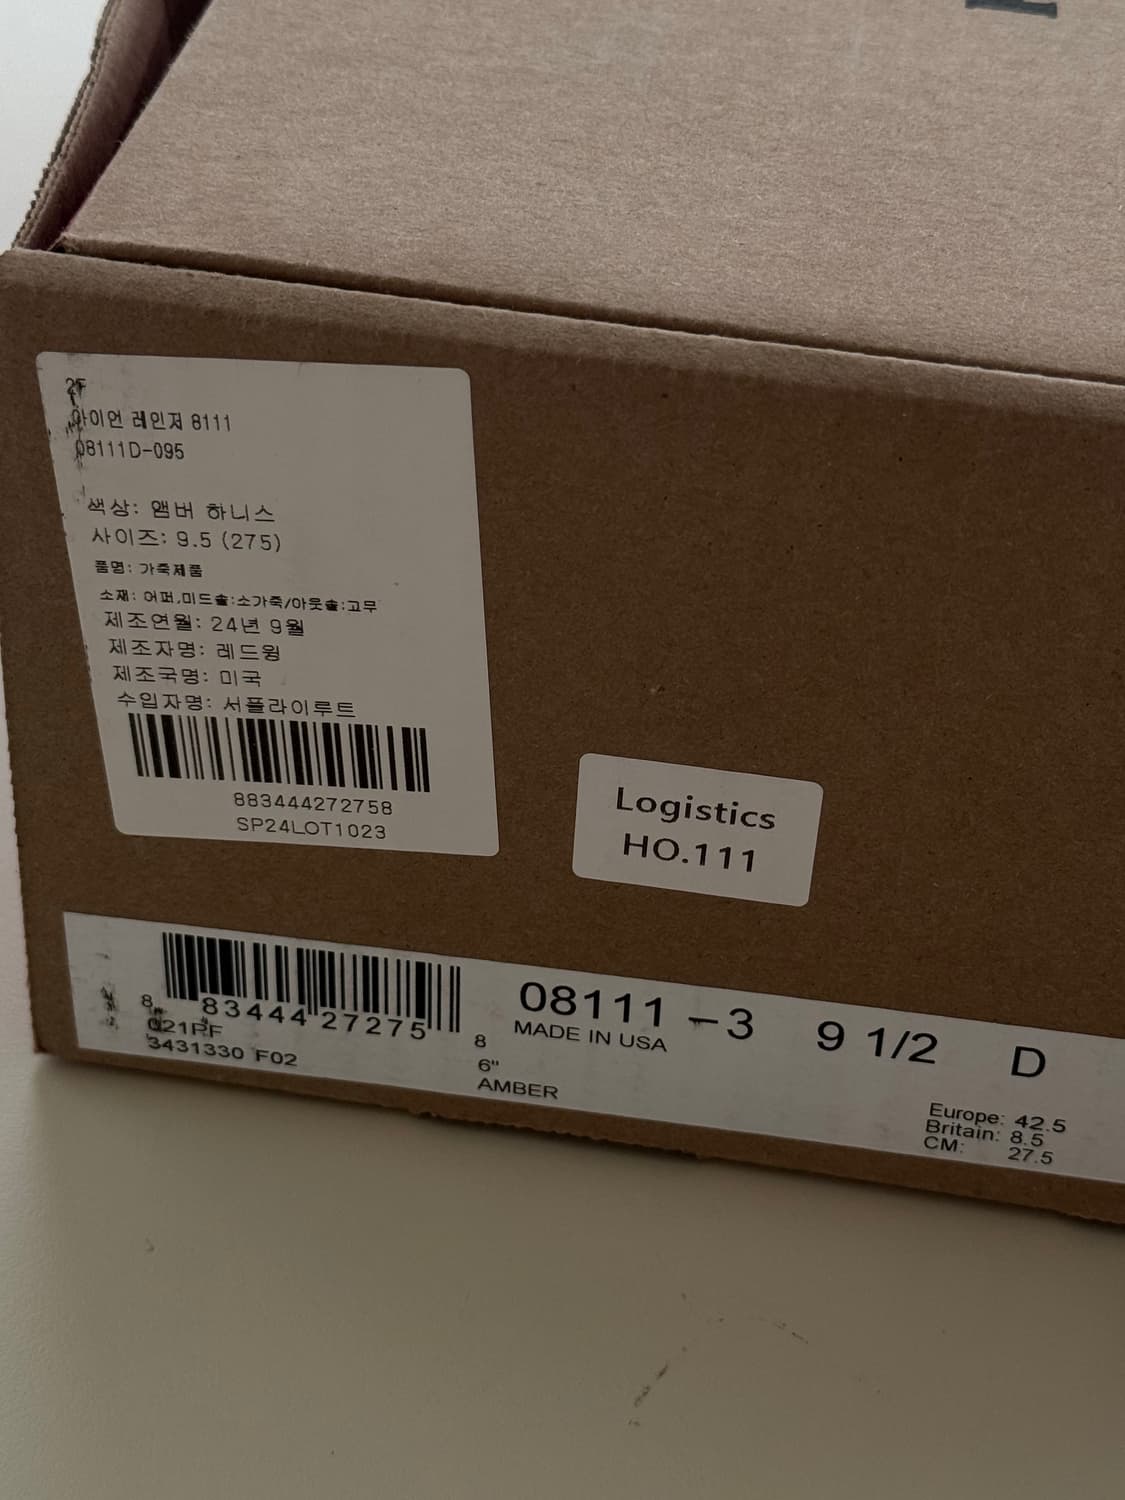 2F
아이언 레인저 8111
08111D-095
색상: 앰버 하니스
사이즈: 9.5 (275)
품명: 가죽제품
소재: 어퍼,미드솔:소가죽/아웃솔:고무
제조연월: 24년 9월
제조자명: 레드윙
제조국명: 미국
수입자명: 서플라이루트
883444272758
SP24LOT1023
Logistics
HO.111
8 83444 27275 8
021PF
3431330 F02
08111 -3 9 1/2 D
MADE IN USA
6"
AMBER
Europe: 42.5
Britain: 8.5
CM: 27.5